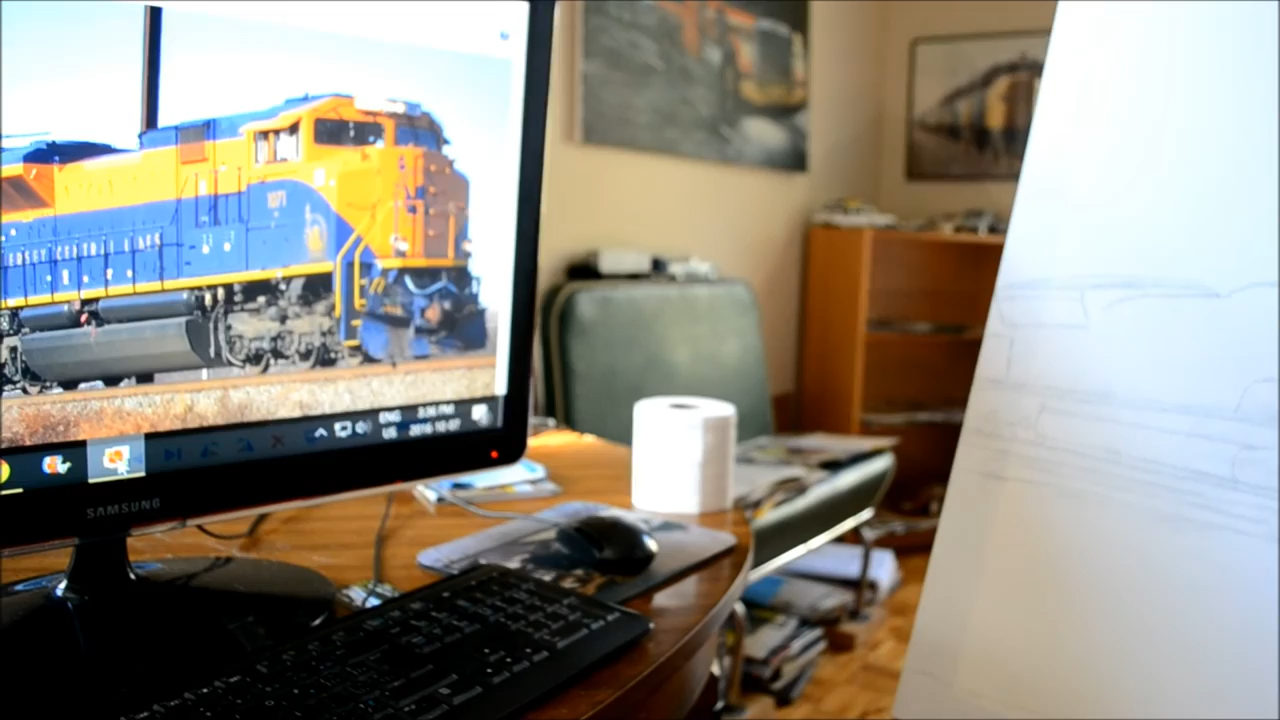 1071
JERSEY CENTRAL LINES
ENG
3:36 PM
US
2016-10-07
SAMSUNG